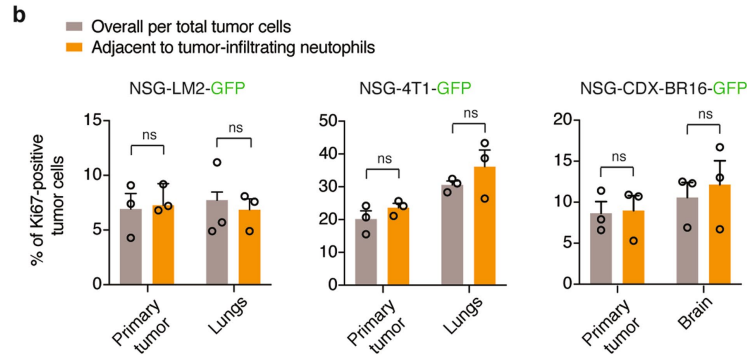 b
Overall per total tumor cells
Adjacent to tumor-infiltrating neutophils
NSG-LM2-GFP
NSG-4T1-GFP
NSG-CDX-BR16-GFP
% of Ki67-positive
tumor cells
15
10
5
0
ns
ns
Primary
tumor
Lungs
50
40
30
20
10
0
ns
ns
Primary
tumor
Lungs
20
15
10
5
0
ns
ns
Primary
tumor
Brain